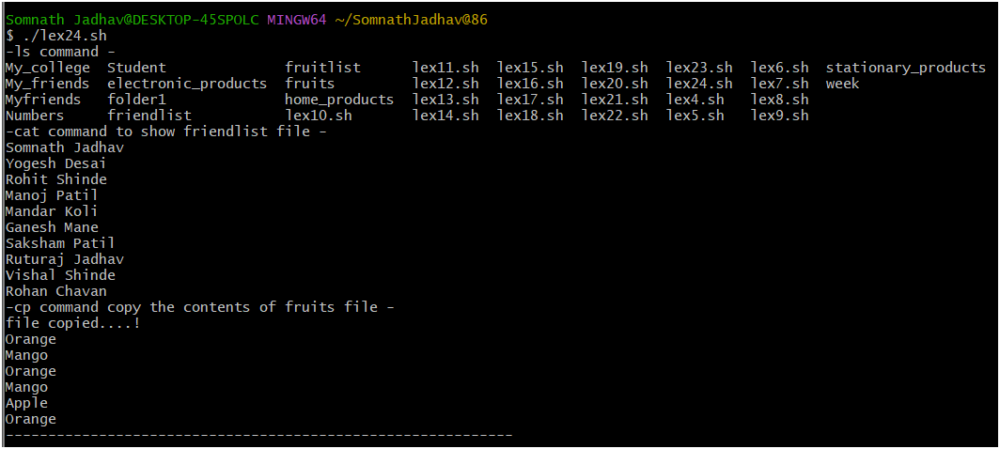 Somnath Jadhav@DESKTOP-45SPOLC MINGW64 ~/SomnathJadhav@86
$ ./lex24.sh
-ls command -
My_college  Student              fruitlist      lex11.sh  lex15.sh  lex19.sh  lex23.sh  lex6.sh  stationary_products
My_friends  electronic_products  fruits         lex12.sh  lex16.sh  lex20.sh  lex24.sh  lex7.sh  week
Myfriends   folder1              home_products  lex13.sh  lex17.sh  lex21.sh  lex4.sh   lex8.sh
Numbers     friendlist           lex10.sh       lex14.sh  lex18.sh  lex22.sh  lex5.sh   lex9.sh
-cat command to show friendlist file -
Somnath Jadhav
Yogesh Desai
Rohit Shinde
Manoj Patil
Mandar Koli
Ganesh Mane
Saksham Patil
Ruturaj Jadhav
Vishal Shinde
Rohan Chavan
-cp command copy the contents of fruits file -
file copied....!
Orange
Mango
Orange
Mango
Apple
Orange
------------------------------------------------------------